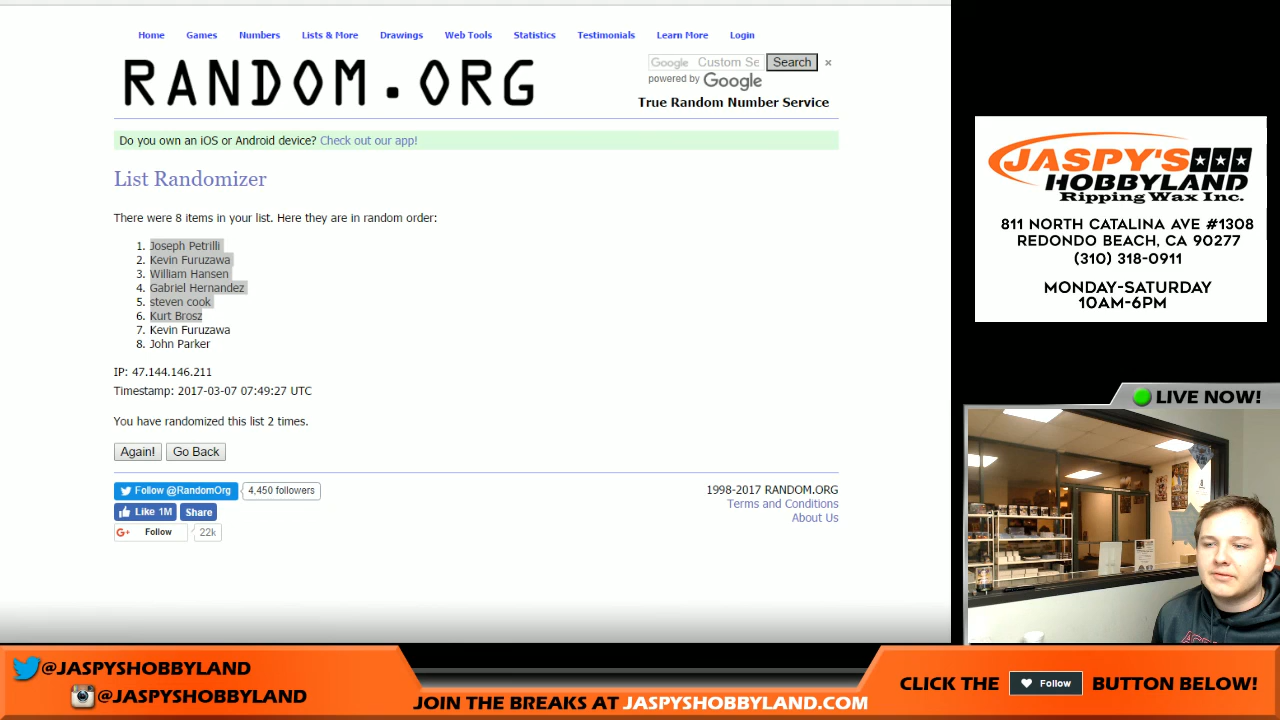 Home Games Numbers Lists & More Drawings Web Tools Statistics Testimonials Learn More Login
RANDOM.ORG
Google Custom Se Search ×
powered by Google
True Random Number Service
Do you own an iOS or Android device? Check out our app!
List Randomizer
There were 8 items in your list. Here they are in random order:
1. Joseph Petrilli
2. Kevin Furuzawa
3. William Hansen
4. Gabriel Hernandez
5. steven cook
6. Kurt Brosz
7. Kevin Furuzawa
8. John Parker
IP: 47.144.146.211
Timestamp: 2017-03-07 07:49:27 UTC
You have randomized this list 2 times.
Again! Go Back
Follow @RandomOrg 4,450 followers
Like 1M Share
G+ Follow 22k
1998-2017 RANDOM.ORG
Terms and Conditions
About Us
JASPY'S
HOBBYLAND
Ripping Wax Inc.
811 NORTH CATALINA AVE #1308
REDONDO BEACH, CA 90277
(310) 318-0911
MONDAY-SATURDAY
10AM-6PM
LIVE NOW!
@JASPYSHOBBYLAND
@JASPYSHOBBYLAND
JOIN THE BREAKS AT JASPYSHOBBYLAND.COM
CLICK THE Follow BUTTON BELOW!